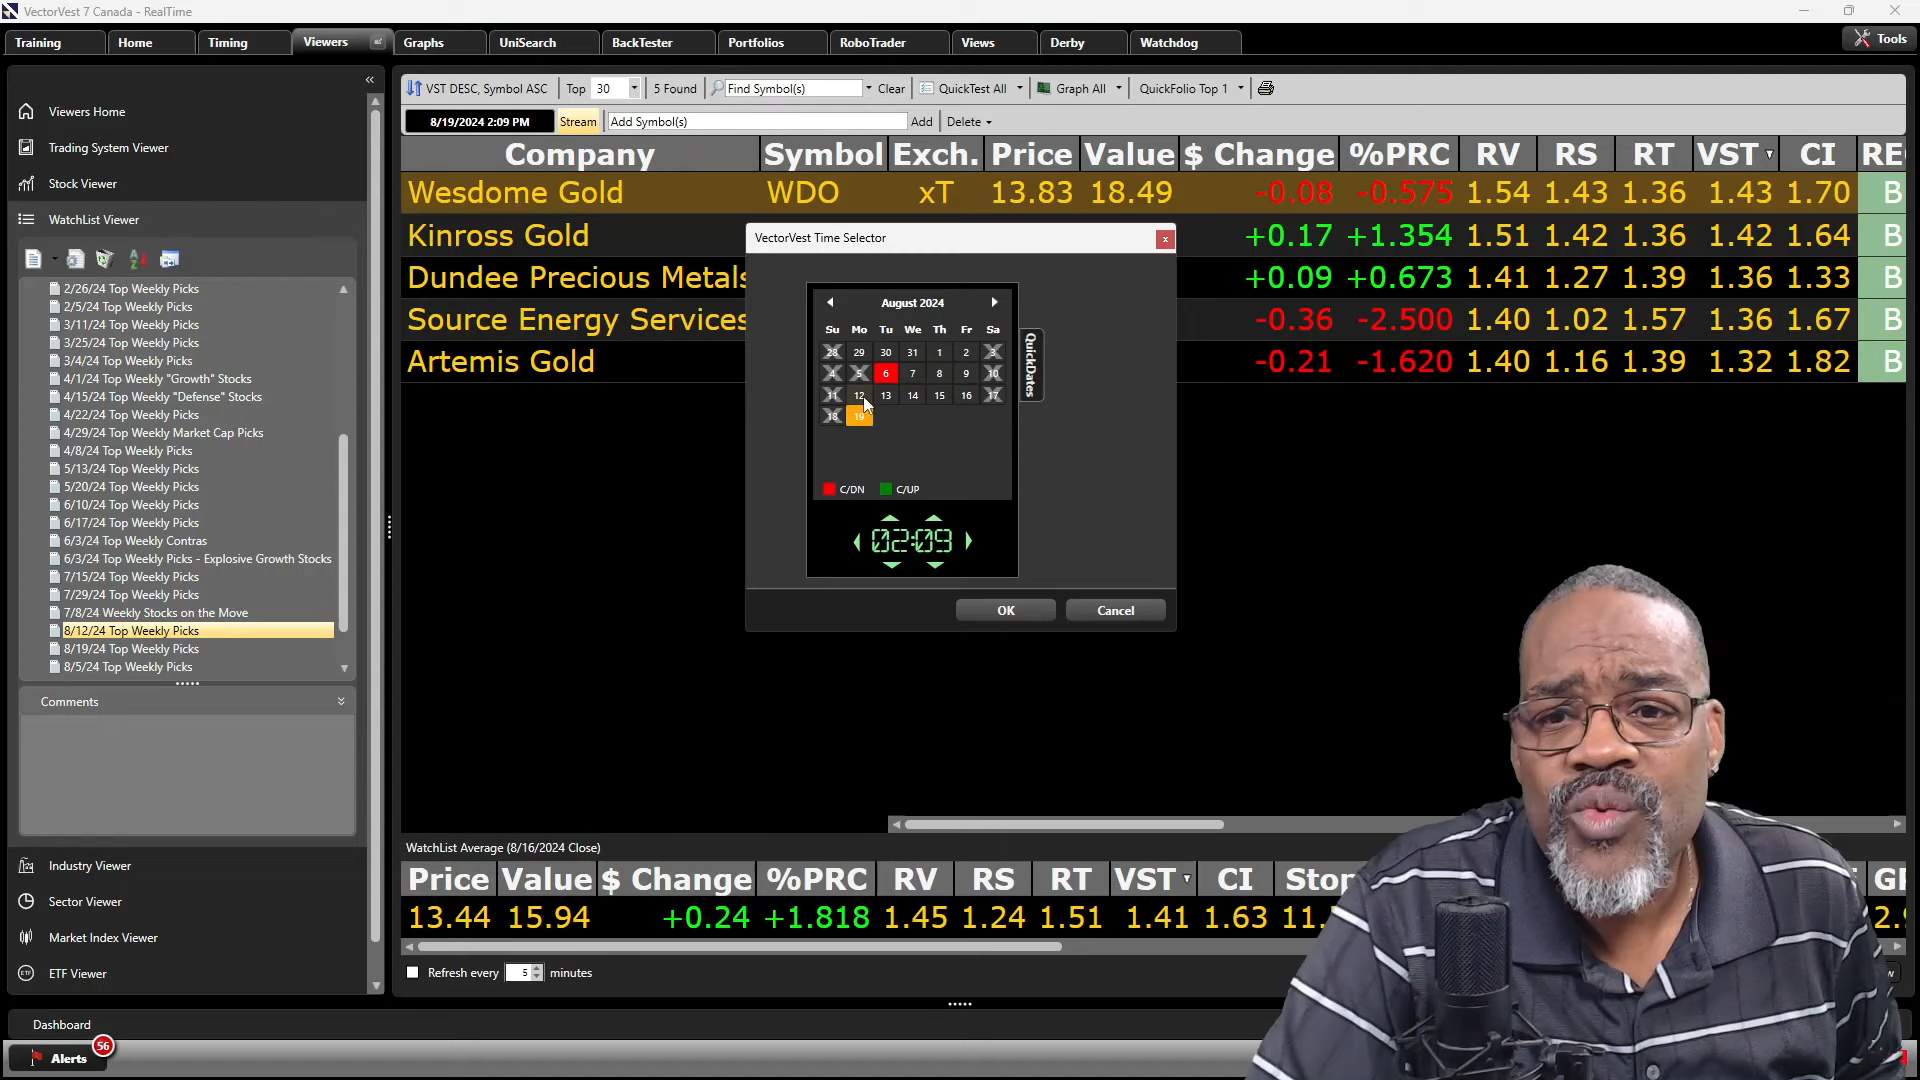 VectorVest 7 Canada - RealTime
Training Home Timing Viewers Graphs UniSearch BackTester Portfolios RoboTrader Views Derby Watchdog Tools
«
Viewers Home
Trading System Viewer
Stock Viewer
WatchList Viewer
2/26/24 Top Weekly Picks
2/5/24 Top Weekly Picks
3/11/24 Top Weekly Picks
3/25/24 Top Weekly Picks
3/4/24 Top Weekly Picks
4/1/24 Top Weekly "Growth" Stocks
4/15/24 Top Weekly "Defense" Stocks
4/22/24 Top Weekly Picks
4/29/24 Top Weekly Market Cap Picks
4/8/24 Top Weekly Picks
5/13/24 Top Weekly Picks
5/20/24 Top Weekly Picks
6/10/24 Top Weekly Picks
6/17/24 Top Weekly Picks
6/3/24 Top Weekly Contras
6/3/24 Top Weekly Picks - Explosive Growth Stocks
7/15/24 Top Weekly Picks
7/29/24 Top Weekly Picks
7/8/24 Weekly Stocks on the Move
8/12/24 Top Weekly Picks
8/19/24 Top Weekly Picks
8/5/24 Top Weekly Picks
Comments
Industry Viewer
Sector Viewer
Market Index Viewer
ETF Viewer
Dashboard
Alerts 56
VST DESC, Symbol ASC Top 30 5 Found Find Symbol(s) Clear QuickTest All Graph All QuickFolio Top 1
8/19/2024 2:09 PM Stream Add Symbol(s) Add Delete
Company Symbol Exch. Price Value $ Change %PRC RV RS RT VST CI RE
Wesdome Gold WDO xT 13.83 18.49 -0.08 -0.575 1.54 1.43 1.36 1.43 1.70 B
Kinross Gold +0.17 +1.354 1.51 1.42 1.36 1.42 1.64 B
Dundee Precious Metals +0.09 +0.673 1.41 1.27 1.39 1.36 1.33 B
Source Energy Services -0.36 -2.500 1.40 1.02 1.57 1.36 1.67 B
Artemis Gold -0.21 -1.620 1.40 1.16 1.39 1.32 1.82 B
VectorVest Time Selector x
August 2024
Su Mo Tu We Th Fr Sa
28 29 30 31 1 2 3
4 5 6 7 8 9 10
11 12 13 14 15 16 17
18 19
C/DN C/UP
QuickDates
02:09
OK Cancel
WatchList Average (8/16/2024 Close)
Price Value $ Change %PRC RV RS RT VST CI Stop
13.44 15.94 +0.24 +1.818 1.45 1.24 1.51 1.41 1.63 11.
Refresh every 5 minutes